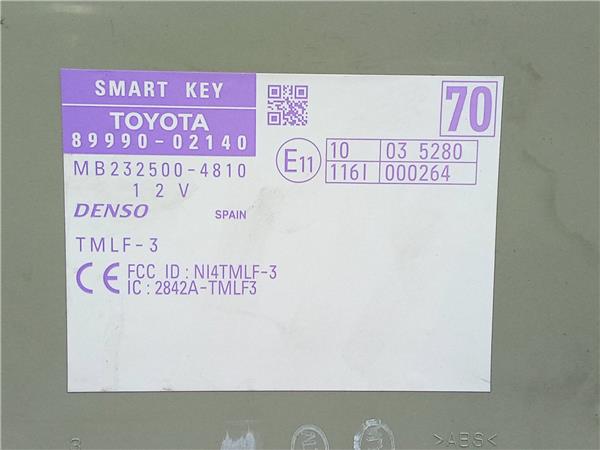 SMART KEY
70
TOYOTA
89990-02140
MB232500-4810
12V
E11
10 03 5280
116I 000264
DENSO SPAIN
TMLF-3
CE FCC ID : NI4TMLF-3
IC : 2842A-TMLF3
>ABS<